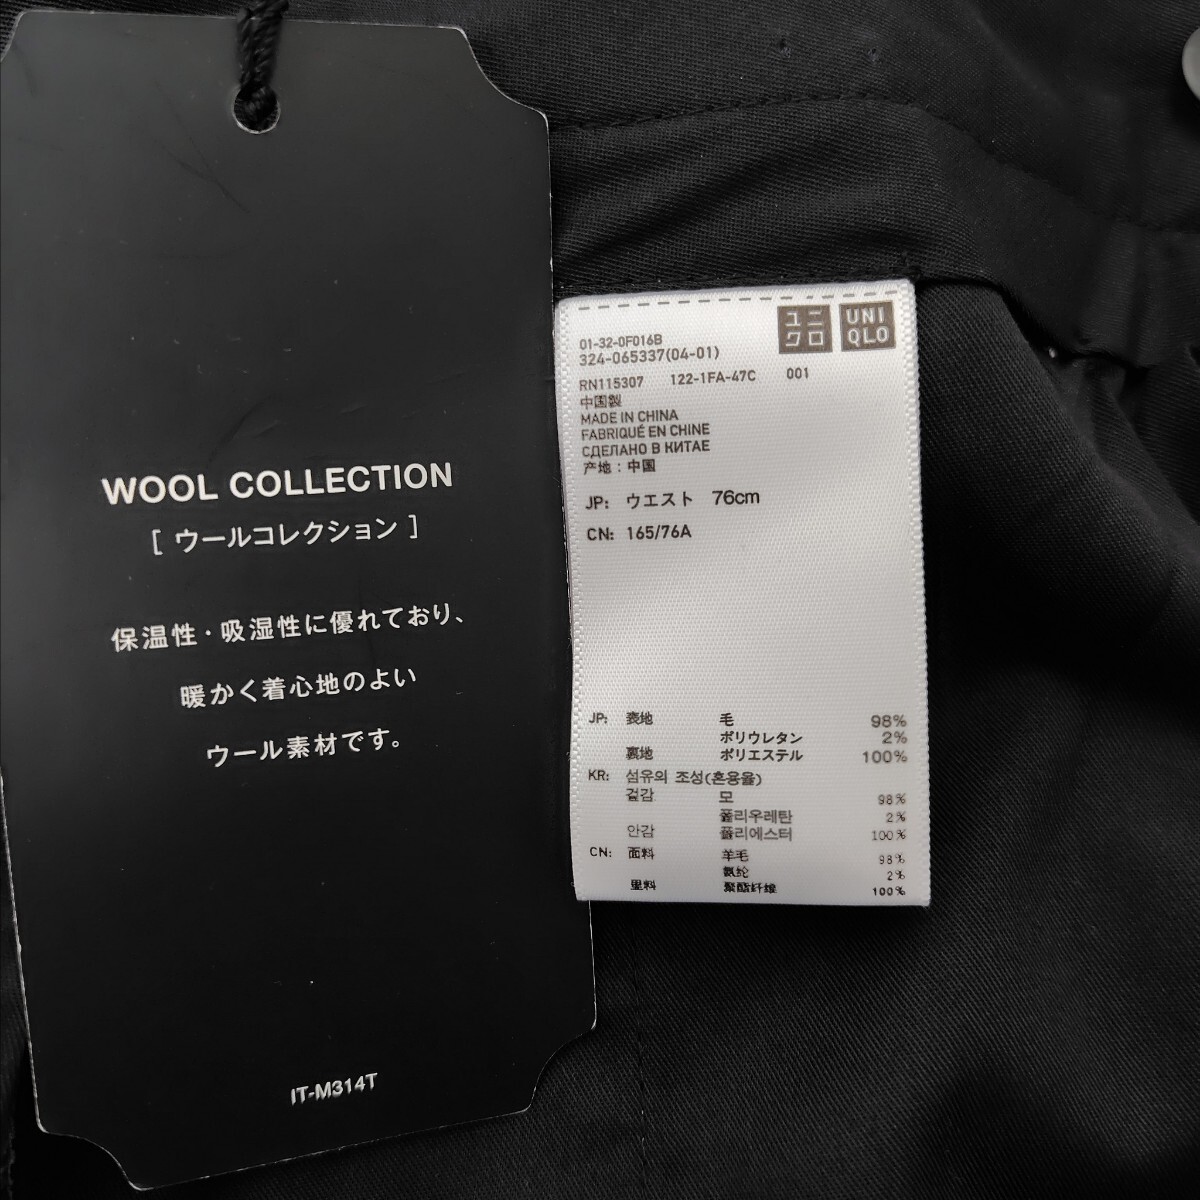 WOOL COLLECTION
[ ウールコレクション ]
保温性・吸湿性に優れており、
暖かく着心地のよい
ウール素材です。
IT-M314T
ユニ
クロ
UNI
QLO
01-32-0F016B
324-065337(04-01)
RN115307 122-1FA-47C 001
中国製
MADE IN CHINA
FABRIQUÉ EN CHINE
СДЕЛАНО В КИТАЕ
产地：中国
JP: ウエスト 76cm
CN: 165/76A
JP: 表地 毛 98%
ポリウレタン 2%
裏地 ポリエステル 100%
KR: 섬유의 조성(혼용율)
겉감 모 98%
폴리우레탄 2%
안감 폴리에스터 100%
CN: 面料 羊毛 98%
氨纶 2%
里料 聚酯纤维 100%